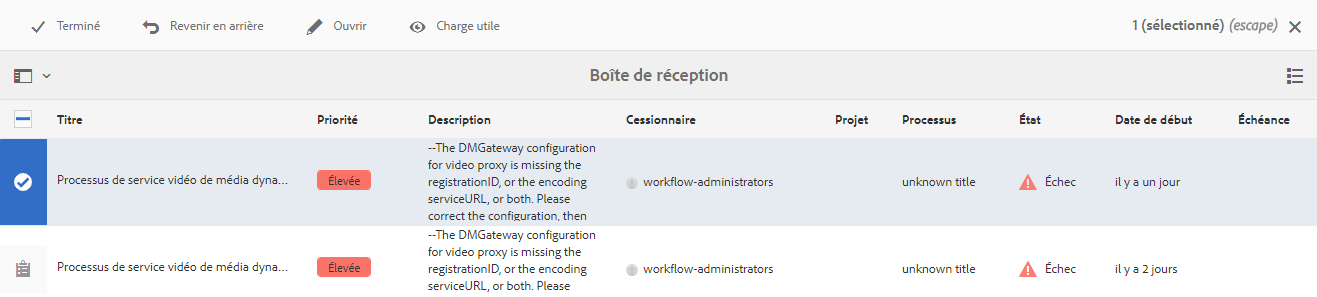 Terminé Revenir en arrière Ouvrir Charge utile 1 (sélectionné) (escape)
Boîte de réception
Titre Priorité Description Cessionnaire Projet Processus État Date de début Échéance
Processus de service vidéo de média dyna... Élevée --The DMGateway configuration
for video proxy is missing the
registrationID, or the encoding
serviceURL, or both. Please
correct the configuration, then
workflow-administrators unknown title Échec il y a un jour
Processus de service vidéo de média dyna... Élevée --The DMGateway configuration
for video proxy is missing the
registrationID, or the encoding
serviceURL, or both. Please
workflow-administrators unknown title Échec il y a 2 jours